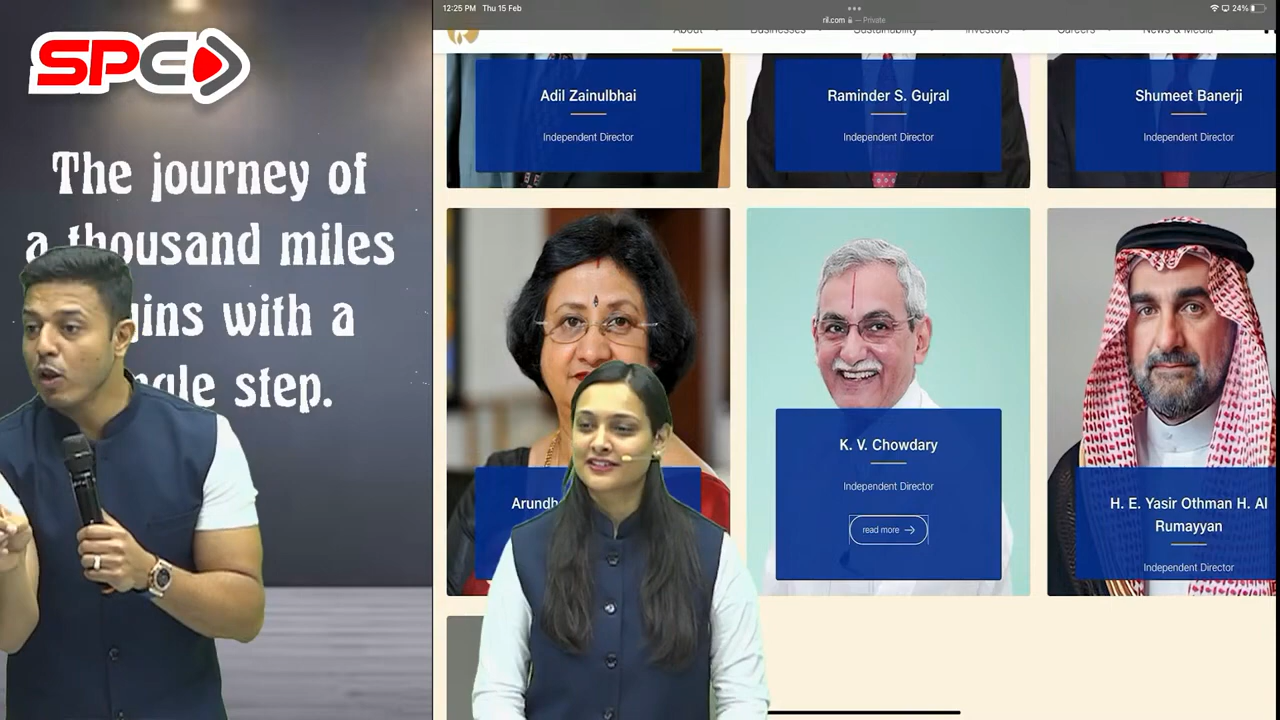 12:25 PM Thu 15 Feb
24%
ril.com — Private
About
Businesses
Sustainability
Investors
Careers
News & Media
SPE
The journey of
a thousand miles
gins with a
gle step.
Adil Zainulbhai
Independent Director
Raminder S. Gujral
Independent Director
Shumeet Banerji
Independent Director
Arundh
K. V. Chowdary
Independent Director
read more
H. E. Yasir Othman H. Al
Rumayyan
Independent Director